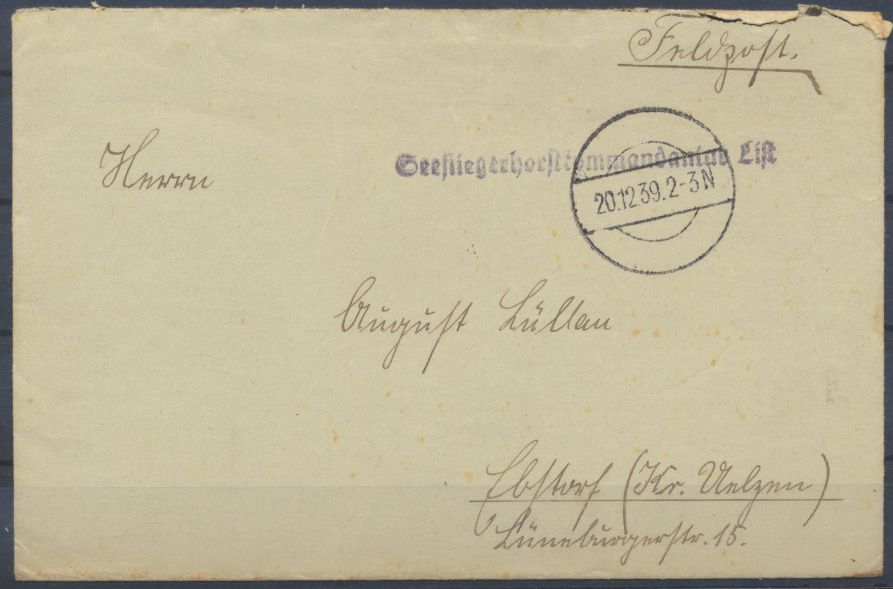 Feldpost.
Seefliegerhorstkommandantur List
20.12.39.2-3N
Herrn
August Lüllau
Ebstorf (Kr. Uelzen)
Lüneburgerstr. 15.